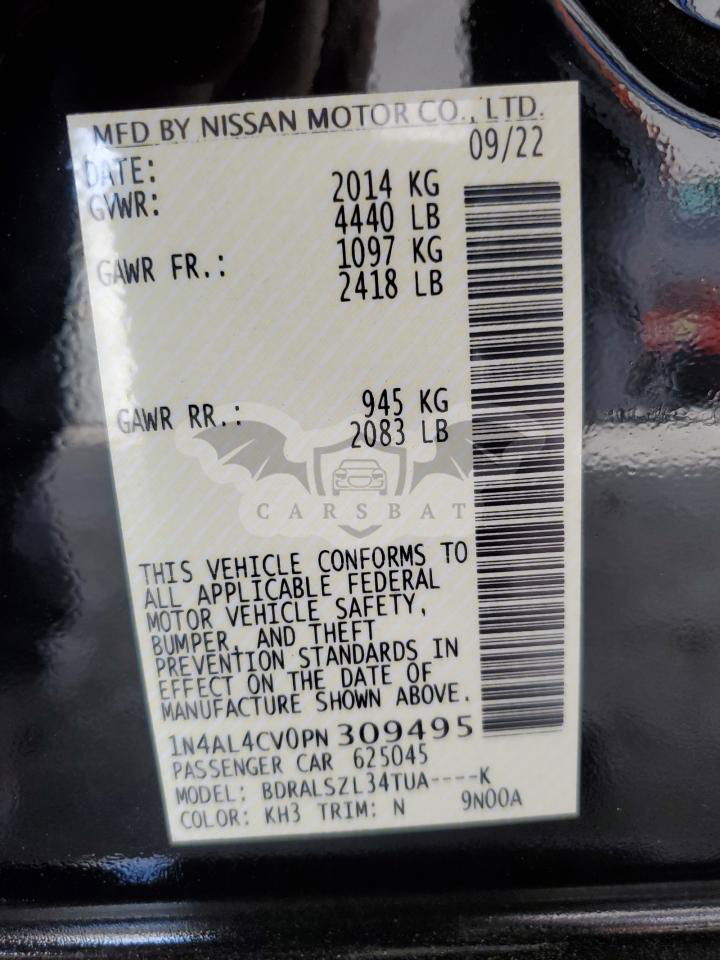 MFD BY NISSAN MOTOR CO., LTD.
DATE: 09/22
GVWR: 2014 KG
4440 LB
GAWR FR.: 1097 KG
2418 LB
GAWR RR.: 945 KG
2083 LB
CARSBAT
THIS VEHICLE CONFORMS TO
ALL APPLICABLE FEDERAL
MOTOR VEHICLE SAFETY,
BUMPER, AND THEFT
PREVENTION STANDARDS IN
EFFECT ON THE DATE OF
MANUFACTURE SHOWN ABOVE.
1N4AL4CV0PN 309495
PASSENGER CAR 625045
MODEL: BDRALSZL34TUA----K
COLOR: KH3 TRIM: N 9N00A